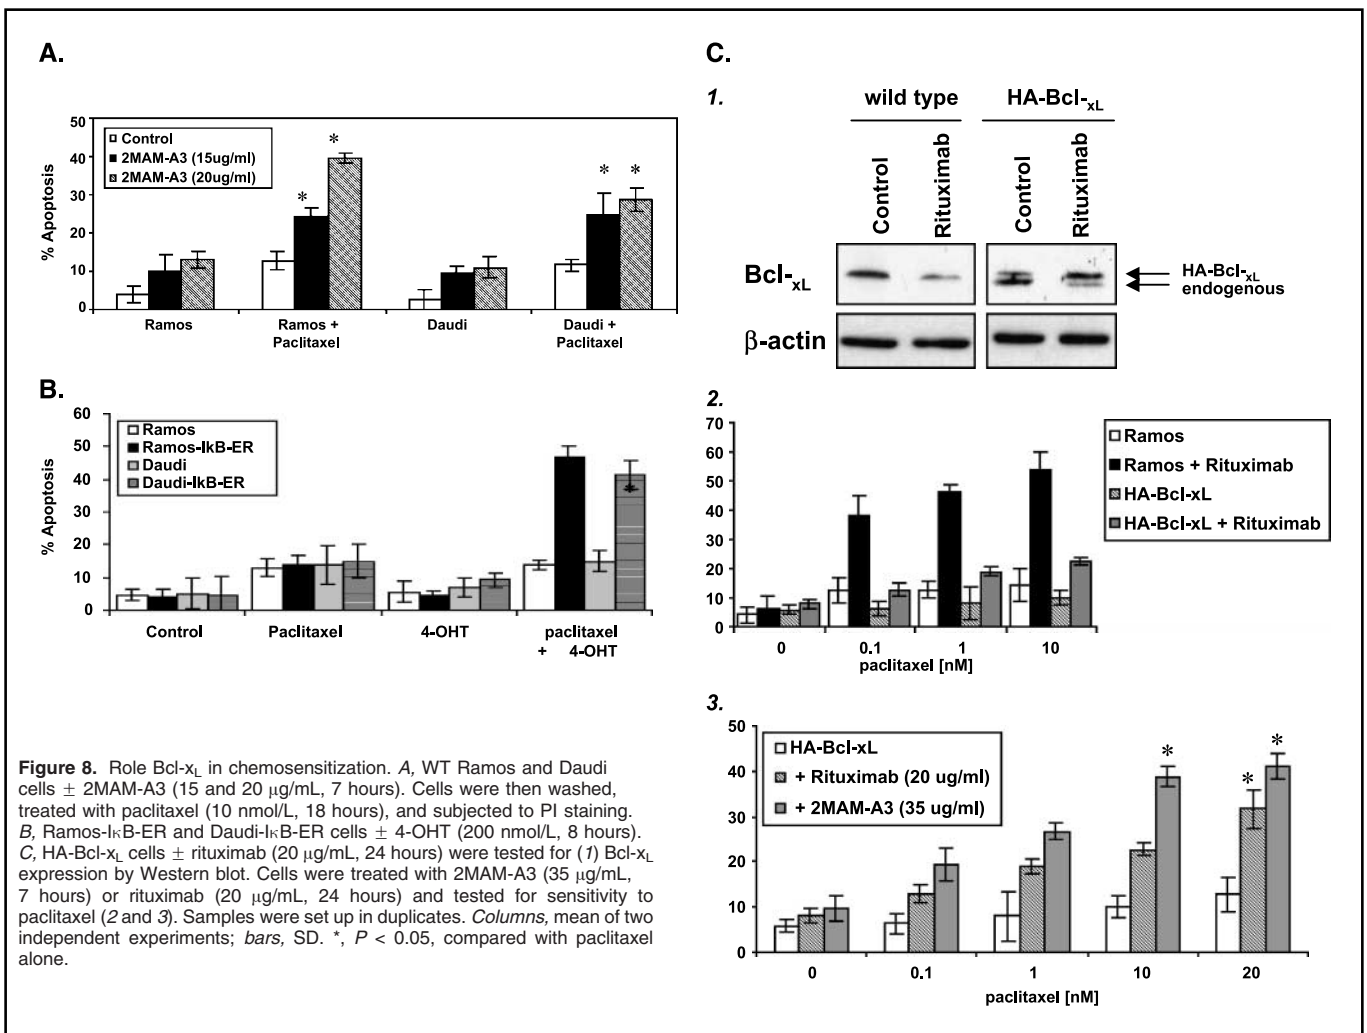 A.
50
40
30
20
10
0
% Apoptosis
Control
2MAM-A3 (15ug/ml)
2MAM-A3 (20ug/ml)
*
*
*
*
Ramos
Ramos +
Paclitaxel
Daudi
Daudi +
Paclitaxel
B.
60
50
40
30
20
10
0
% Apoptosis
Ramos
Ramos-IkB-ER
Daudi
Daudi-IkB-ER
*
Control
Paclitaxel
4-OHT
paclitaxel
+ 4-OHT
Figure 8. Role Bcl-xL in chemosensitization. A, WT Ramos and Daudi
cells ± 2MAM-A3 (15 and 20 μg/mL, 7 hours). Cells were then washed,
treated with paclitaxel (10 nmol/L, 18 hours), and subjected to PI staining.
B, Ramos-IκB-ER and Daudi-IκB-ER cells ± 4-OHT (200 nmol/L, 8 hours).
C, HA-Bcl-xL cells ± rituximab (20 μg/mL, 24 hours) were tested for (1) Bcl-xL
expression by Western blot. Cells were treated with 2MAM-A3 (35 μg/mL,
7 hours) or rituximab (20 μg/mL, 24 hours) and tested for sensitivity to
paclitaxel (2 and 3). Samples were set up in duplicates. Columns, mean of two
independent experiments; bars, SD. *, P < 0.05, compared with paclitaxel
alone.
C.
1.
wild type
HA-Bcl-xL
Control
Rituximab
Control
Rituximab
Bcl-xL
HA-Bcl-xL
endogenous
β-actin
2.
70
60
50
40
30
20
10
0
Ramos
Ramos + Rituximab
HA-Bcl-xL
HA-Bcl-xL + Rituximab
0
0.1
1
10
paclitaxel [nM]
3.
50
40
30
20
10
0
HA-Bcl-xL
+ Rituximab (20 ug/ml)
+ 2MAM-A3 (35 ug/ml)
*
*
*
0
0.1
1
10
20
paclitaxel [nM]